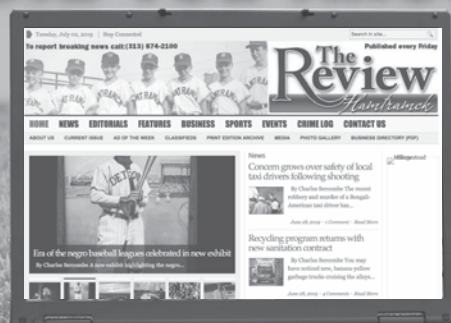 Tuesday, July 02, 2019 | Stay Connected
Search in site...
To report breaking news call:(313) 874-2100
Published every Friday
The
Review
Hamtramck
HOME NEWS EDITORIALS FEATURES BUSINESS SPORTS EVENTS CRIME LOG CONTACT US
ABOUT US CURRENT ISSUE AD OF THE WEEK CLASSIFIEDS PRINT EDITION ARCHIVE MEDIA PHOTO GALLERY BUSINESS DIRECTORY (PDF)
DETROIT
Era of the negro baseball leagues celebrated in new exhibit
By Charles Sercombe A new exhibit highlighting the negro...
News
Concern grows over safety of local
taxi drivers following shooting
By Charles Sercombe The recent
robbery and murder of a Bengali-
American taxi driver has...
June 28, 2019 - 1 Comment - Read More
Recycling program returns with
new sanitation contract
By Charles Sercombe You may
have noticed new, banana-yellow
garbage trucks cruising the alleys...
June 28, 2019 - 4 Comments - Read More